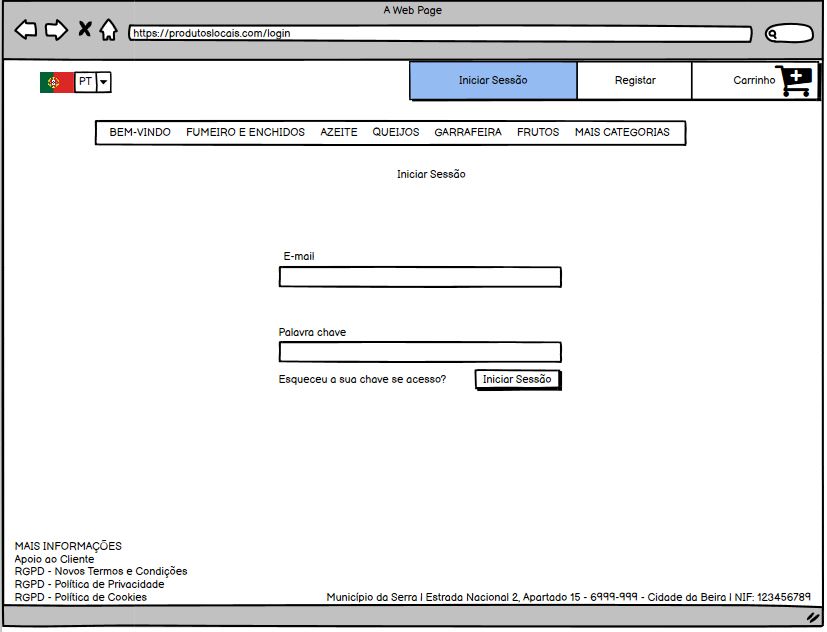 A Web Page
https://produtoslocais.com/login
PT
Iniciar Sessão
Registar
Carrinho
BEM-VINDO FUMEIRO E ENCHIDOS AZEITE QUEIJOS GARRAFEIRA FRUTOS MAIS CATEGORIAS
Iniciar Sessão
E-mail
Palavra chave
Esqueceu a sua chave se acesso?
Iniciar Sessão
MAIS INFORMAÇÕES
Apoio ao Cliente
RGPD - Novos Termos e Condições
RGPD - Política de Privacidade
RGPD - Política de Cookies
Município da Serra | Estrada Nacional 2, Apartado 15 - 6999-999 - Cidade da Beira | NIF: 123456789